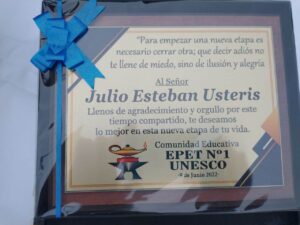 "Para empezar una nueva etapa es
necesario cerrar otra; que decir adiós no
te llene de miedo, sino de ilusión y alegría
Al Señor
Julio Esteban Usteris
Llenos de agradecimiento y orgullo por este
tiempo compartido, te deseamos
lo mejor en esta nueva etapa de tu vida.
Comunidad Educativa
EPET Nº1
UNESCO
de Junio 2022